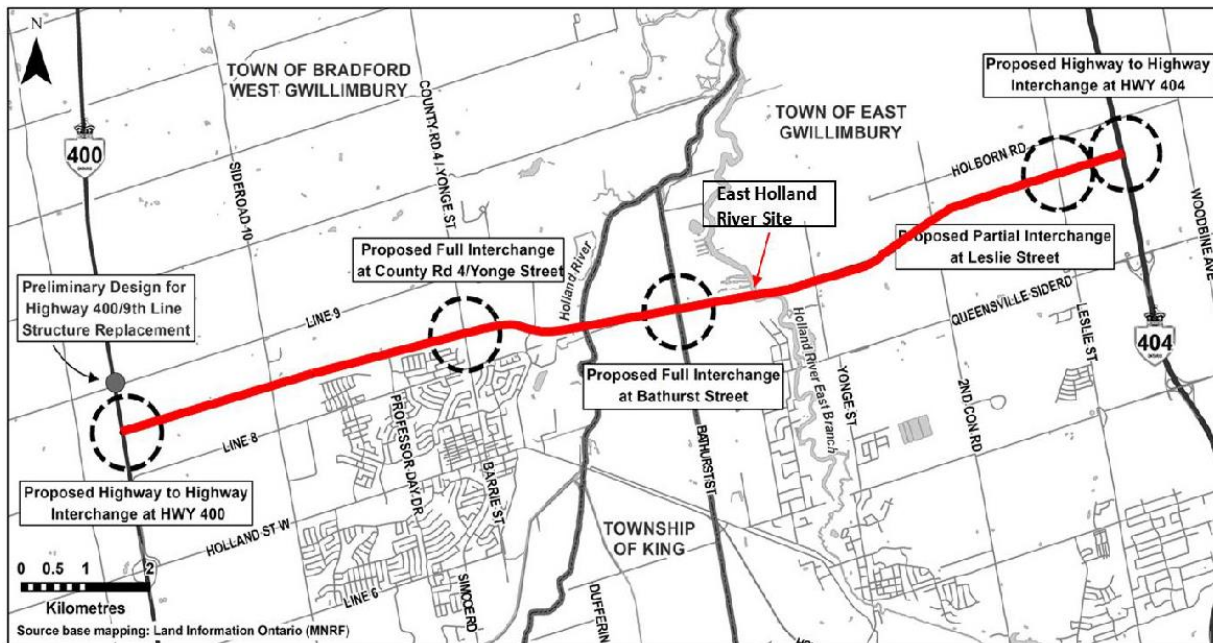 N
TOWN OF BRADFORD
WEST GWILLIMBURY
COUNTY RD 4 / YONGE ST
TOWN OF EAST
GWILLIMBURY
Proposed Highway to Highway
Interchange at HWY 404
400
SIDEROAD 10
HOLBORN RD
East Holland
River Site
WOODBINE AVE
Proposed Full Interchange
at County Rd 4/Yonge Street
Holland River
Proposed Partial Interchange
at Leslie Street
Preliminary Design for
Highway 400/9th Line
Structure Replacement
LINE 9
QUEENSVILLE SIDERD
LESLIE ST
404
Holland River East Branch
Proposed Full Interchange
at Bathurst Street
YONGE ST
2ND CON RD
LINE 8
PROFESSOR DAY DR
BARRIE ST
BATHURST ST
Proposed Highway to Highway
Interchange at HWY 400
HOLLAND ST W
TOWNSHIP
OF KING
0 0.5 1 2
Kilometres
LINE 6
SIMCOERD
DUFFERIN
Source base mapping: Land Information Ontario (MNRF)